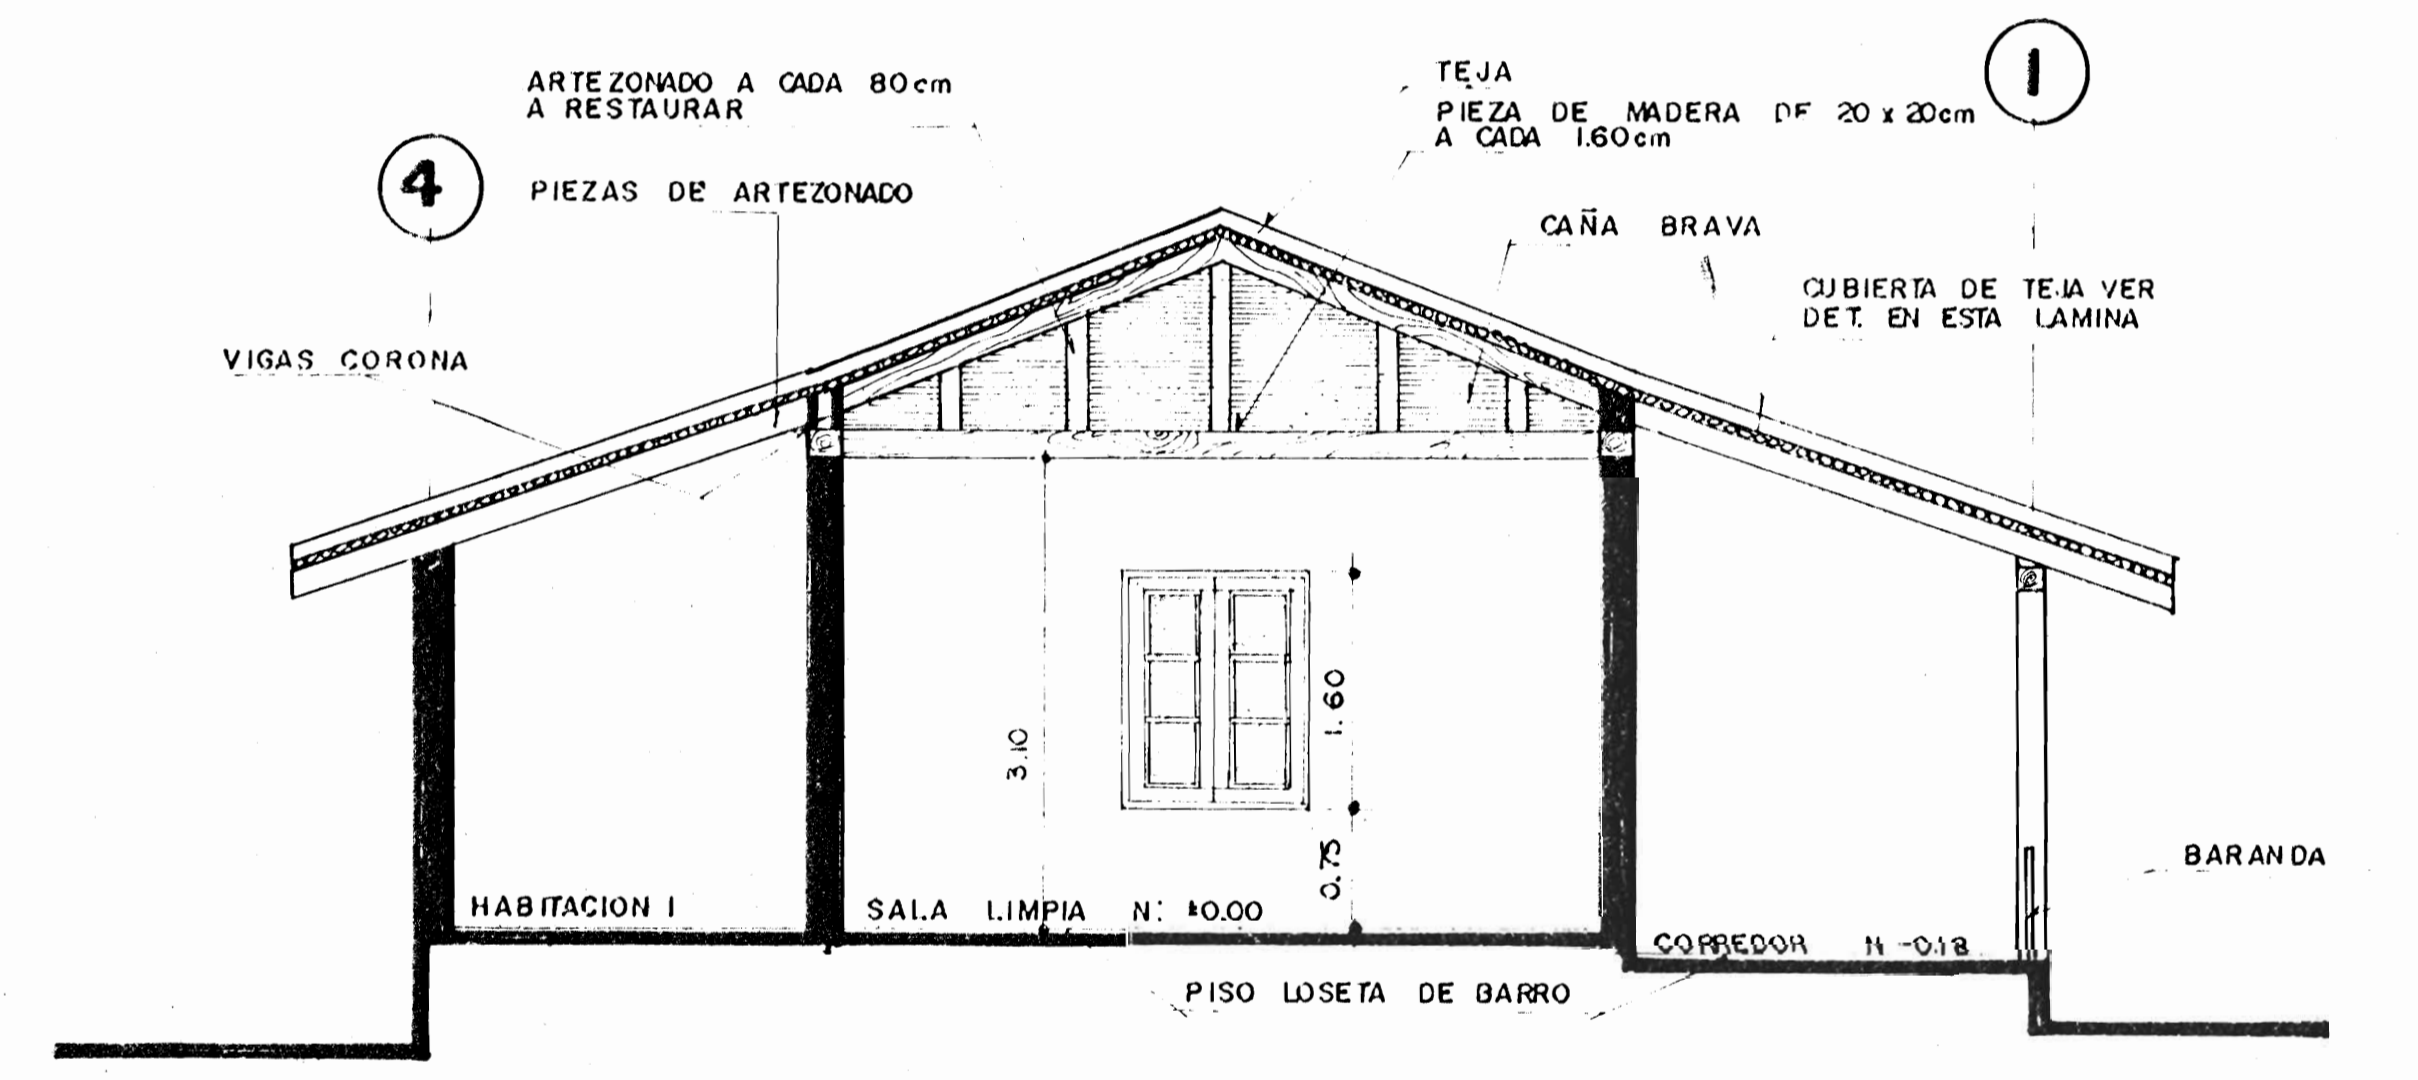 ARTEZONADO A CADA 80cm
A RESTAURAR
TEJA
PIEZA DE MADERA DE 20 x 20cm
A CADA 1.60cm
1
4
PIEZAS DE ARTEZONADO
CAÑA BRAVA
CUBIERTA DE TEJA VER
DET. EN ESTA LAMINA
VIGAS CORONA
3.10
1.60
0.75
BARANDA
HABITACION 1
SALA LIMPIA N: ±0.00
CORREDOR N -0.18
PISO LOSETA DE BARRO